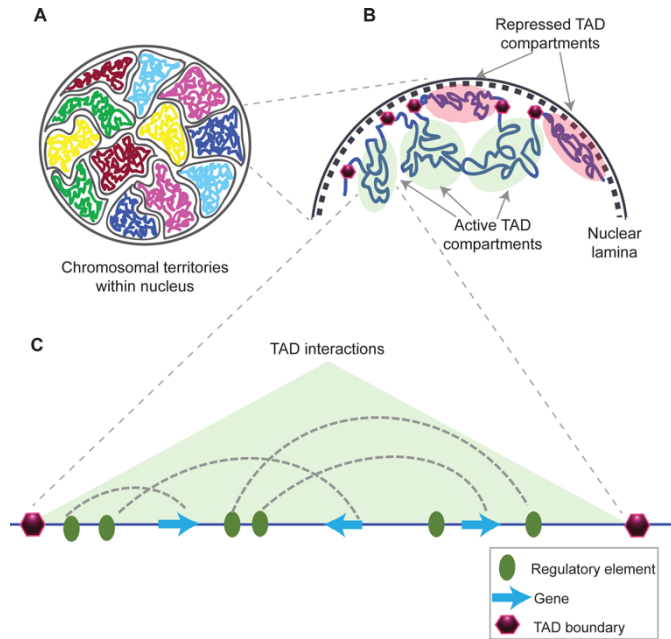 A
B
Repressed TAD
compartments
Active TAD
compartments
Nuclear
lamina
Chromosomal territories
within nucleus
C
TAD interactions
Regulatory element
Gene
TAD boundary